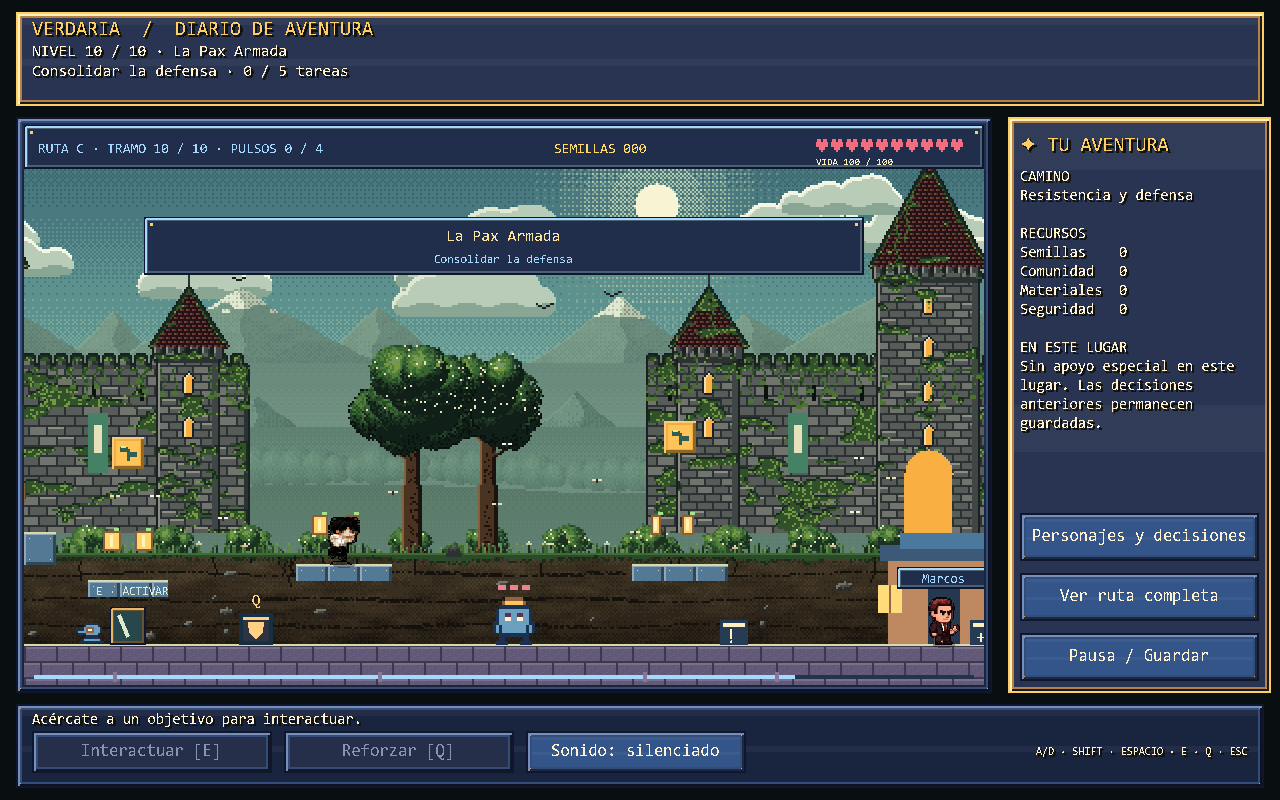 VERDARIA / DIARIO DE AVENTURA
NIVEL 10 / 10 · La Pax Armada
Consolidar la defensa · 0 / 5 tareas
RUTA C · TRAMO 10 / 10 · PULSOS 0 / 4
SEMILLAS 000
VIDA 100 / 100
La Pax Armada
Consolidar la defensa
E · ACTIVAR
Q
!
Marcos
+
✦ TU AVENTURA
CAMINO
Resistencia y defensa
RECURSOS
Semillas 0
Comunidad 0
Materiales 0
Seguridad 0
EN ESTE LUGAR
Sin apoyo especial en este
lugar. Las decisiones
anteriores permanecen
guardadas.
Personajes y decisiones
Ver ruta completa
Pausa / Guardar
Acércate a un objetivo para interactuar.
Interactuar [E]
Reforzar [Q]
Sonido: silenciado
A/D · SHIFT · ESPACIO · E · Q · ESC